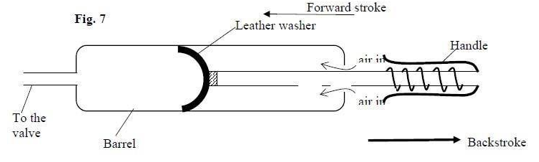 Fig. 7
Forward stroke
Leather washer
Handle
air in
air in
To the
valve
Barrel
Backstroke